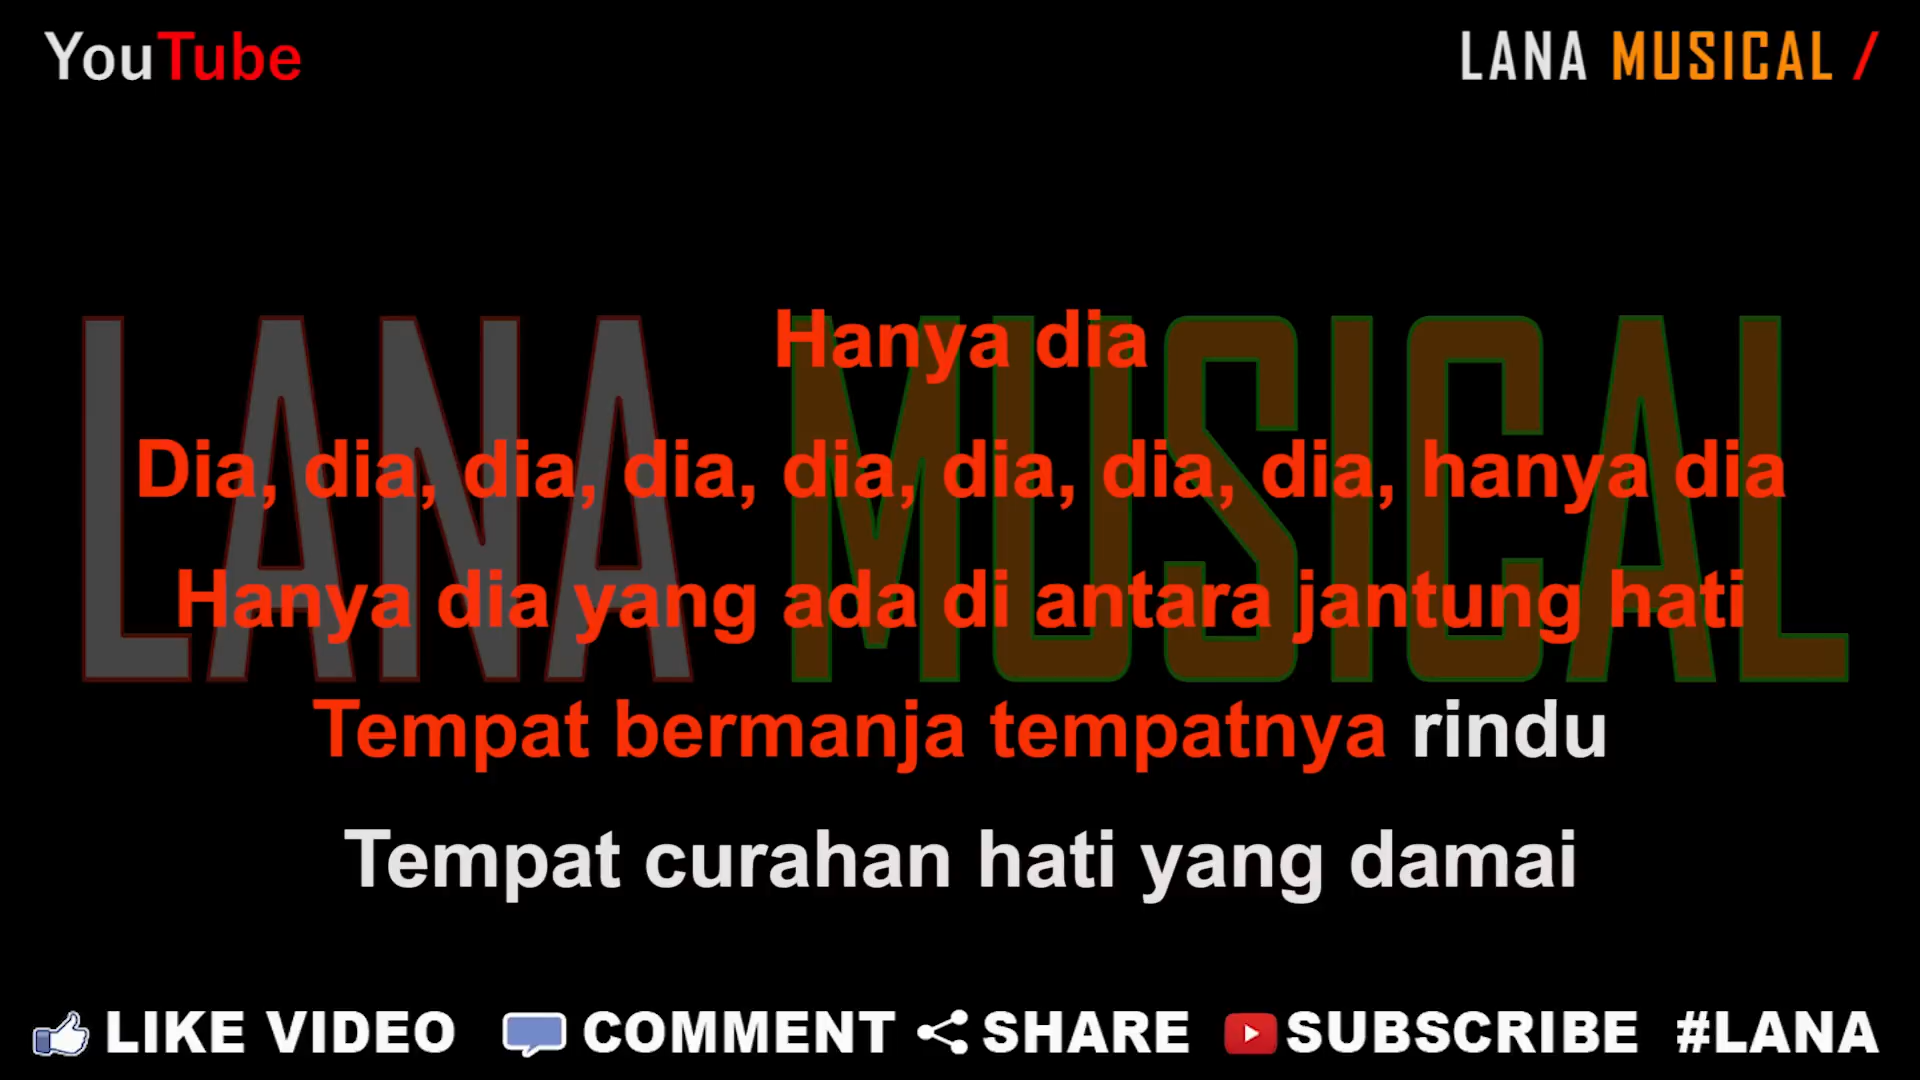 YouTube
LANA MUSICAL /
LANA MUSICAL
Hanya dia
Dia, dia, dia, dia, dia, dia, dia, dia, hanya dia
Hanya dia yang ada di antara jantung hati
Tempat bermanja tempatnya rindu
Tempat curahan hati yang damai
LIKE VIDEO COMMENT SHARE SUBSCRIBE #LANA